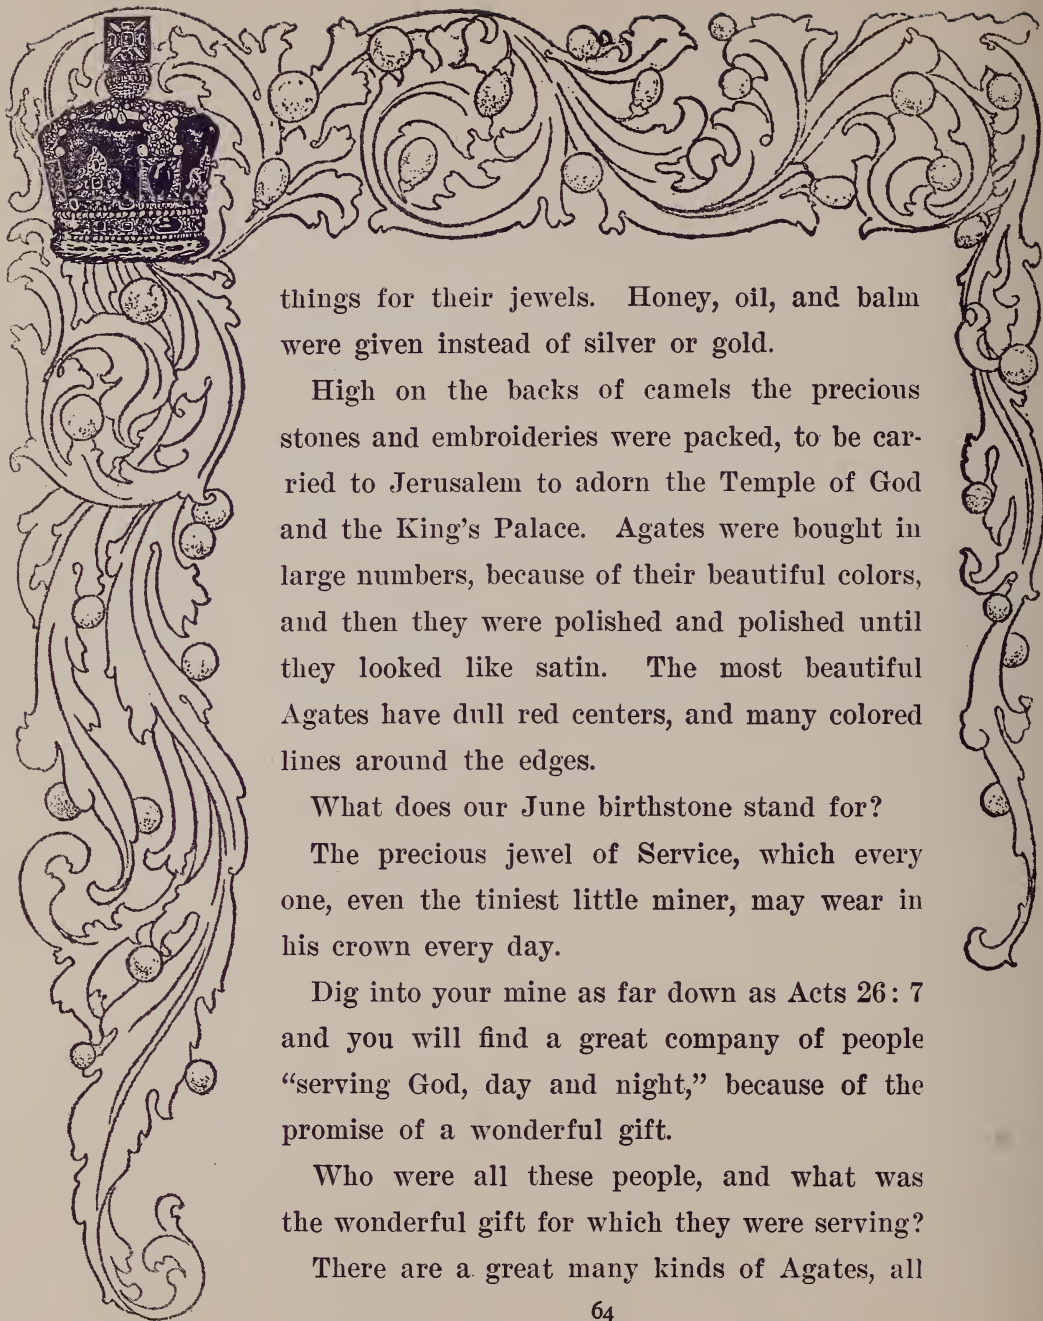 things for their jewels. Honey, oil, and balm
were given instead of silver or gold.
High on the backs of camels the precious
stones and embroideries were packed, to be car-
ried to Jerusalem to adorn the Temple of God
and the King's Palace. Agates were bought in
large numbers, because of their beautiful colors,
and then they were polished and polished until
they looked like satin. The most beautiful
Agates have dull red centers, and many colored
lines around the edges.
What does our June birthstone stand for?
The precious jewel of Service, which every
one, even the tiniest little miner, may wear in
his crown every day.
Dig into your mine as far down as Acts 26: 7
and you will find a great company of people
“serving God, day and night,” because of the
promise of a wonderful gift.
Who were all these people, and what was
the wonderful gift for which they were serving?
There are a great many kinds of Agates, all
64